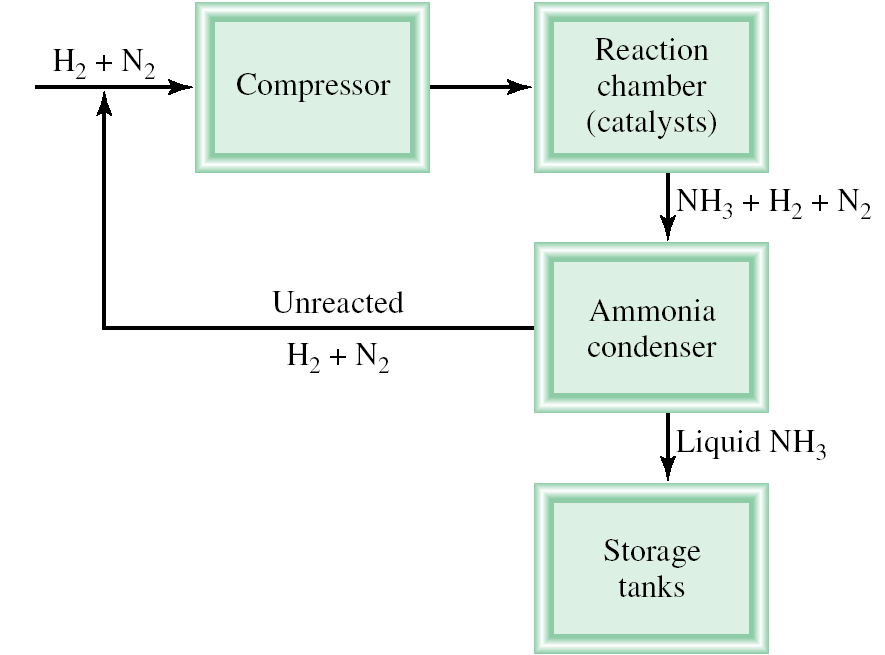 H₂ + N₂
Compressor
Reaction
chamber
(catalysts)
NH₃ + H₂ + N₂
Unreacted
H₂ + N₂
Ammonia
condenser
Liquid NH₃
Storage
tanks